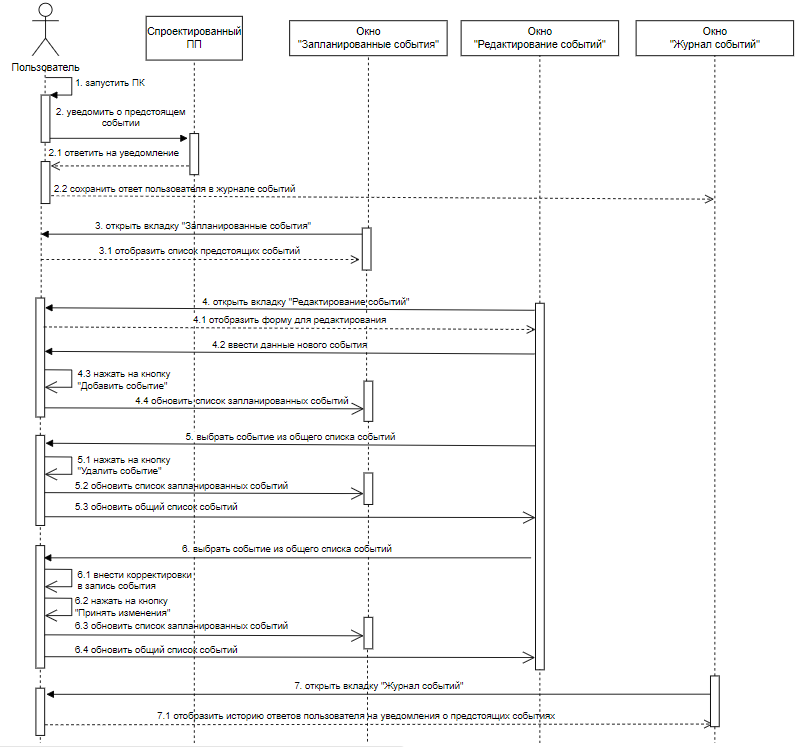 Пользователь
Спроектированный
ПП
Окно
"Запланированные события"
Окно
"Редактирование событий"
Окно
"Журнал событий"
1. запустить ПК
2. уведомить о предстоящем
событии
2.1 ответить на уведомление
2.2 сохранить ответ пользователя в журнале событий
3. открыть вкладку "Запланированные события"
3.1 отобразить список предстоящих событий
4. открыть вкладку "Редактирование событий"
4.1 отобразить форму для редактирования
4.2 ввести данные нового события
4.3 нажать на кнопку
"Добавить событие"
4.4 обновить список запланированных событий
5. выбрать событие из общего списка событий
5.1 нажать на кнопку
"Удалить событие"
5.2 обновить список запланированных событий
5.3 обновить общий список событий
6. выбрать событие из общего списка событий
6.1 внести корректировки
в запись события
6.2 нажать на кнопку
"Принять изменения"
6.3 обновить список запланированных событий
6.4 обновить общий список событий
7. открыть вкладку "Журнал событий"
7.1 отобразить историю ответов пользователя на уведомления о предстоящих событиях